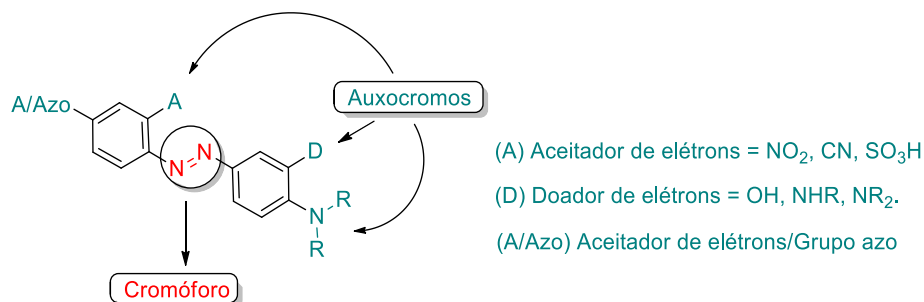 A/Azo
A
Auxocromos
N
N
D
N
R
R
(A) Aceitador de elétrons = NO₂, CN, SO₃H
(D) Doador de elétrons = OH, NHR, NR₂.
(A/Azo) Aceitador de elétrons/Grupo azo
Cromóforo